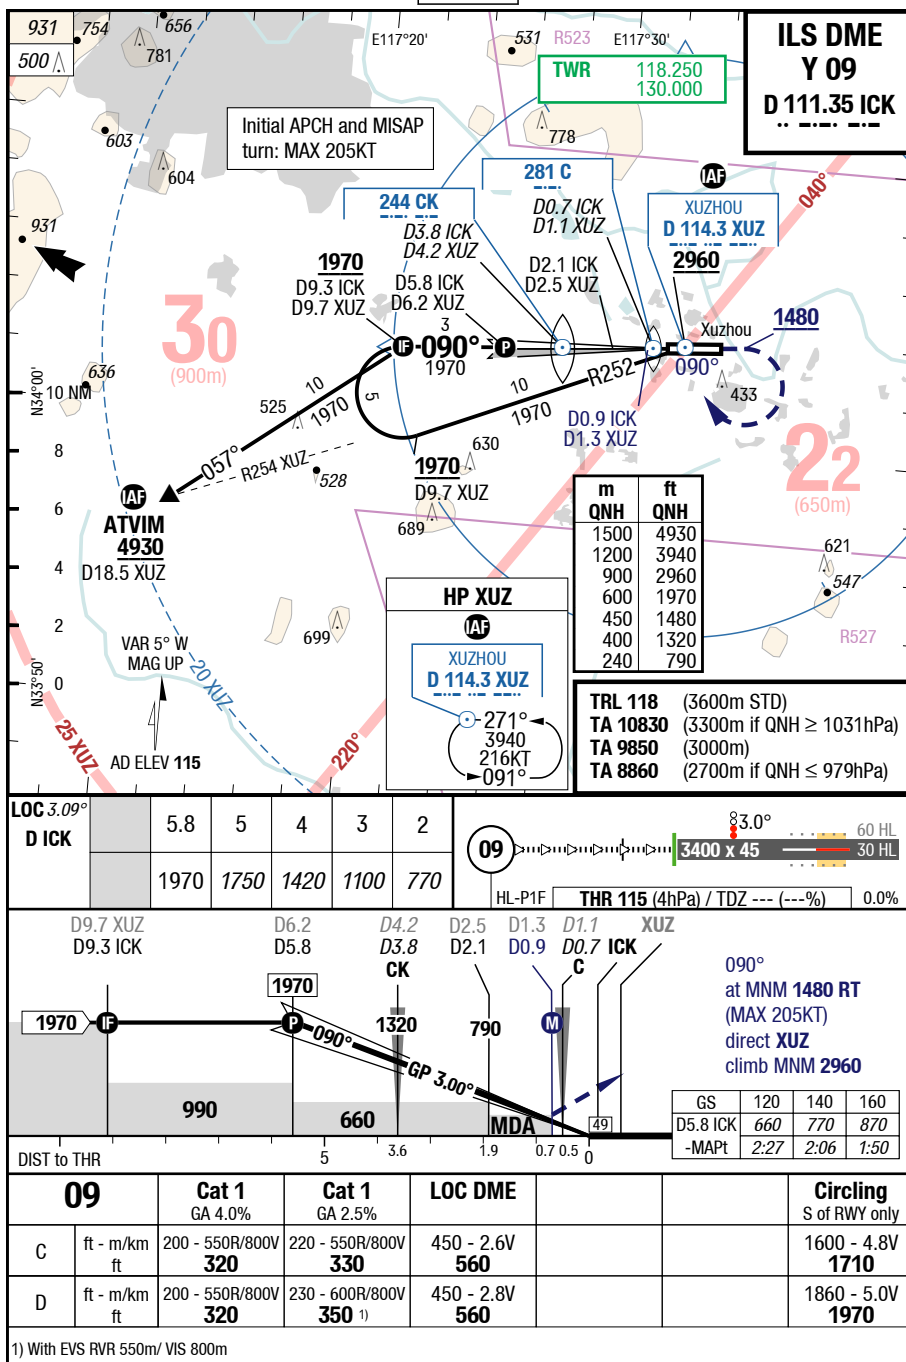 931
500
754
656
781
603
604
931
636
E117°20'
531
R523
E117°30'
TWR 118.250
130.000
778
ILS DME
Y 09
D 111.35 ICK
Initial APCH and MISAP
turn: MAX 205KT
244 CK
281 C
D3.8 ICK
D4.2 XUZ
D0.7 ICK
D1.1 XUZ
IAF
XUZHOU
D 114.3 XUZ
2960
040°
1970
D9.3 ICK
D9.7 XUZ
D5.8 ICK
D6.2 XUZ
D2.1 ICK
D2.5 XUZ
30
(900m)
IF
3
090°
1970
P
Xuzhou
1480
090°
R252
433
10
1970
5
10
1970
525
057°
R254 XUZ
528
D0.9 ICK
D1.3 XUZ
22
(650m)
N34°00'
10 NM
8
6
4
2
0
N33°50'
IAF
ATVIM
4930
D18.5 XUZ
1970
D9.7 XUZ
630
689
699
621
547
R527
m ft
QNH QNH
1500 4930
1200 3940
900 2960
600 1970
450 1480
400 1320
240 790
HP XUZ
IAF
XUZHOU
D 114.3 XUZ
271°
3940
216KT
091°
VAR 5° W
MAG UP
AD ELEV 115
20 XUZ
25 XUZ
220°
TRL 118 (3600m STD)
TA 10830 (3300m if QNH ≥ 1031hPa)
TA 9850 (3000m)
TA 8860 (2700m if QNH ≤ 979hPa)
LOC 3.09°
D ICK
5.8 5 4 3 2
1970 1750 1420 1100 770
09
3.0°
3400 x 45
60 HL
30 HL
HL-P1F
THR 115 (4hPa) / TDZ --- (---%)
0.0%
D9.7 XUZ D6.2 D4.2 D2.5 D1.3 D1.1 XUZ
D9.3 ICK D5.8 D3.8 D2.1 D0.9 D0.7 ICK
CK C
1970
IF
1970
P
090°
GP 3.00°
1320
790
M
990
660
MDA
49
DIST to THR 5 3.6 1.9 0.7 0.5 0
090°
at MNM 1480 RT
(MAX 205KT)
direct XUZ
climb MNM 2960
GS 120 140 160
D5.8 ICK 660 770 870
-MAPt 2:27 2:06 1:50
09 Cat 1 Cat 1 LOC DME Circling
GA 4.0% GA 2.5% S of RWY only
C ft - m/km 200 - 550R/800V 220 - 550R/800V 450 - 2.6V 1600 - 4.8V
ft 320 330 560 1710
D ft - m/km 200 - 550R/800V 230 - 600R/800V 450 - 2.8V 1860 - 5.0V
ft 320 350 1) 560 1970
1) With EVS RVR 550m/ VIS 800m